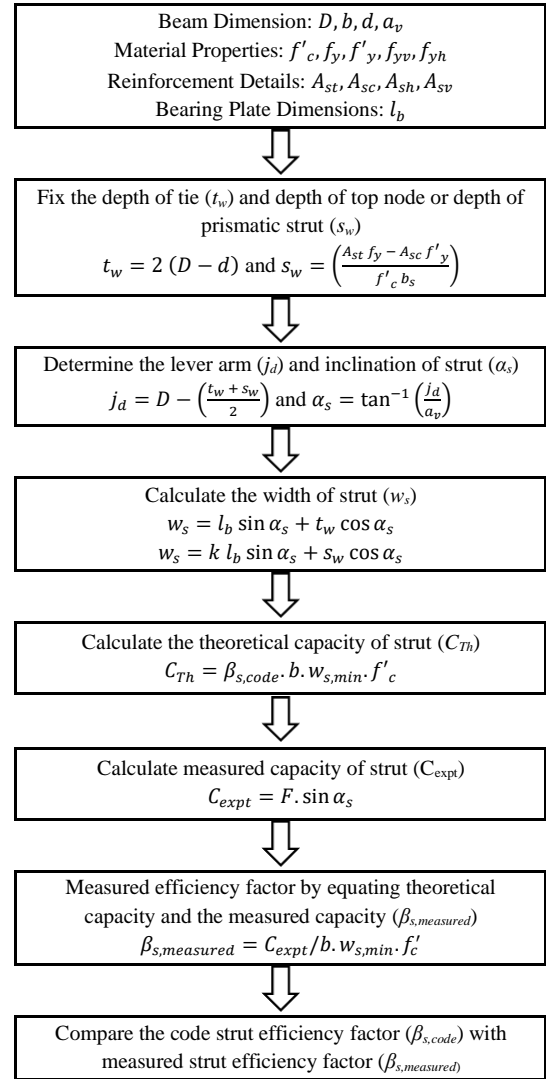 Beam Dimension: D, b, d, a_v
Material Properties: f'_c, f_y, f'_y, f_yv, f_yh
Reinforcement Details: A_st, A_sc, A_sh, A_sv
Bearing Plate Dimensions: l_b
Fix the depth of tie (t_w) and depth of top node or depth of
prismatic strut (s_w)
t_w = 2 (D − d) and s_w = ((A_st f_y − A_sc f'_y) / (f'_c b_s))
Determine the lever arm (j_d) and inclination of strut (α_s)
j_d = D − ((t_w + s_w) / 2) and α_s = tan⁻¹ (j_d / a_v)
Calculate the width of strut (w_s)
w_s = l_b sin α_s + t_w cos α_s
w_s = k l_b sin α_s + s_w cos α_s
Calculate the theoretical capacity of strut (C_Th)
C_Th = β_s,code. b. w_s,min. f'_c
Calculate measured capacity of strut (C_expt)
C_expt = F. sin α_s
Measured efficiency factor by equating theoretical
capacity and the measured capacity (β_s,measured)
β_s,measured = C_expt/b. w_s,min. f'_c
Compare the code strut efficiency factor (β_s,code) with
measured strut efficiency factor (β_s,measured)